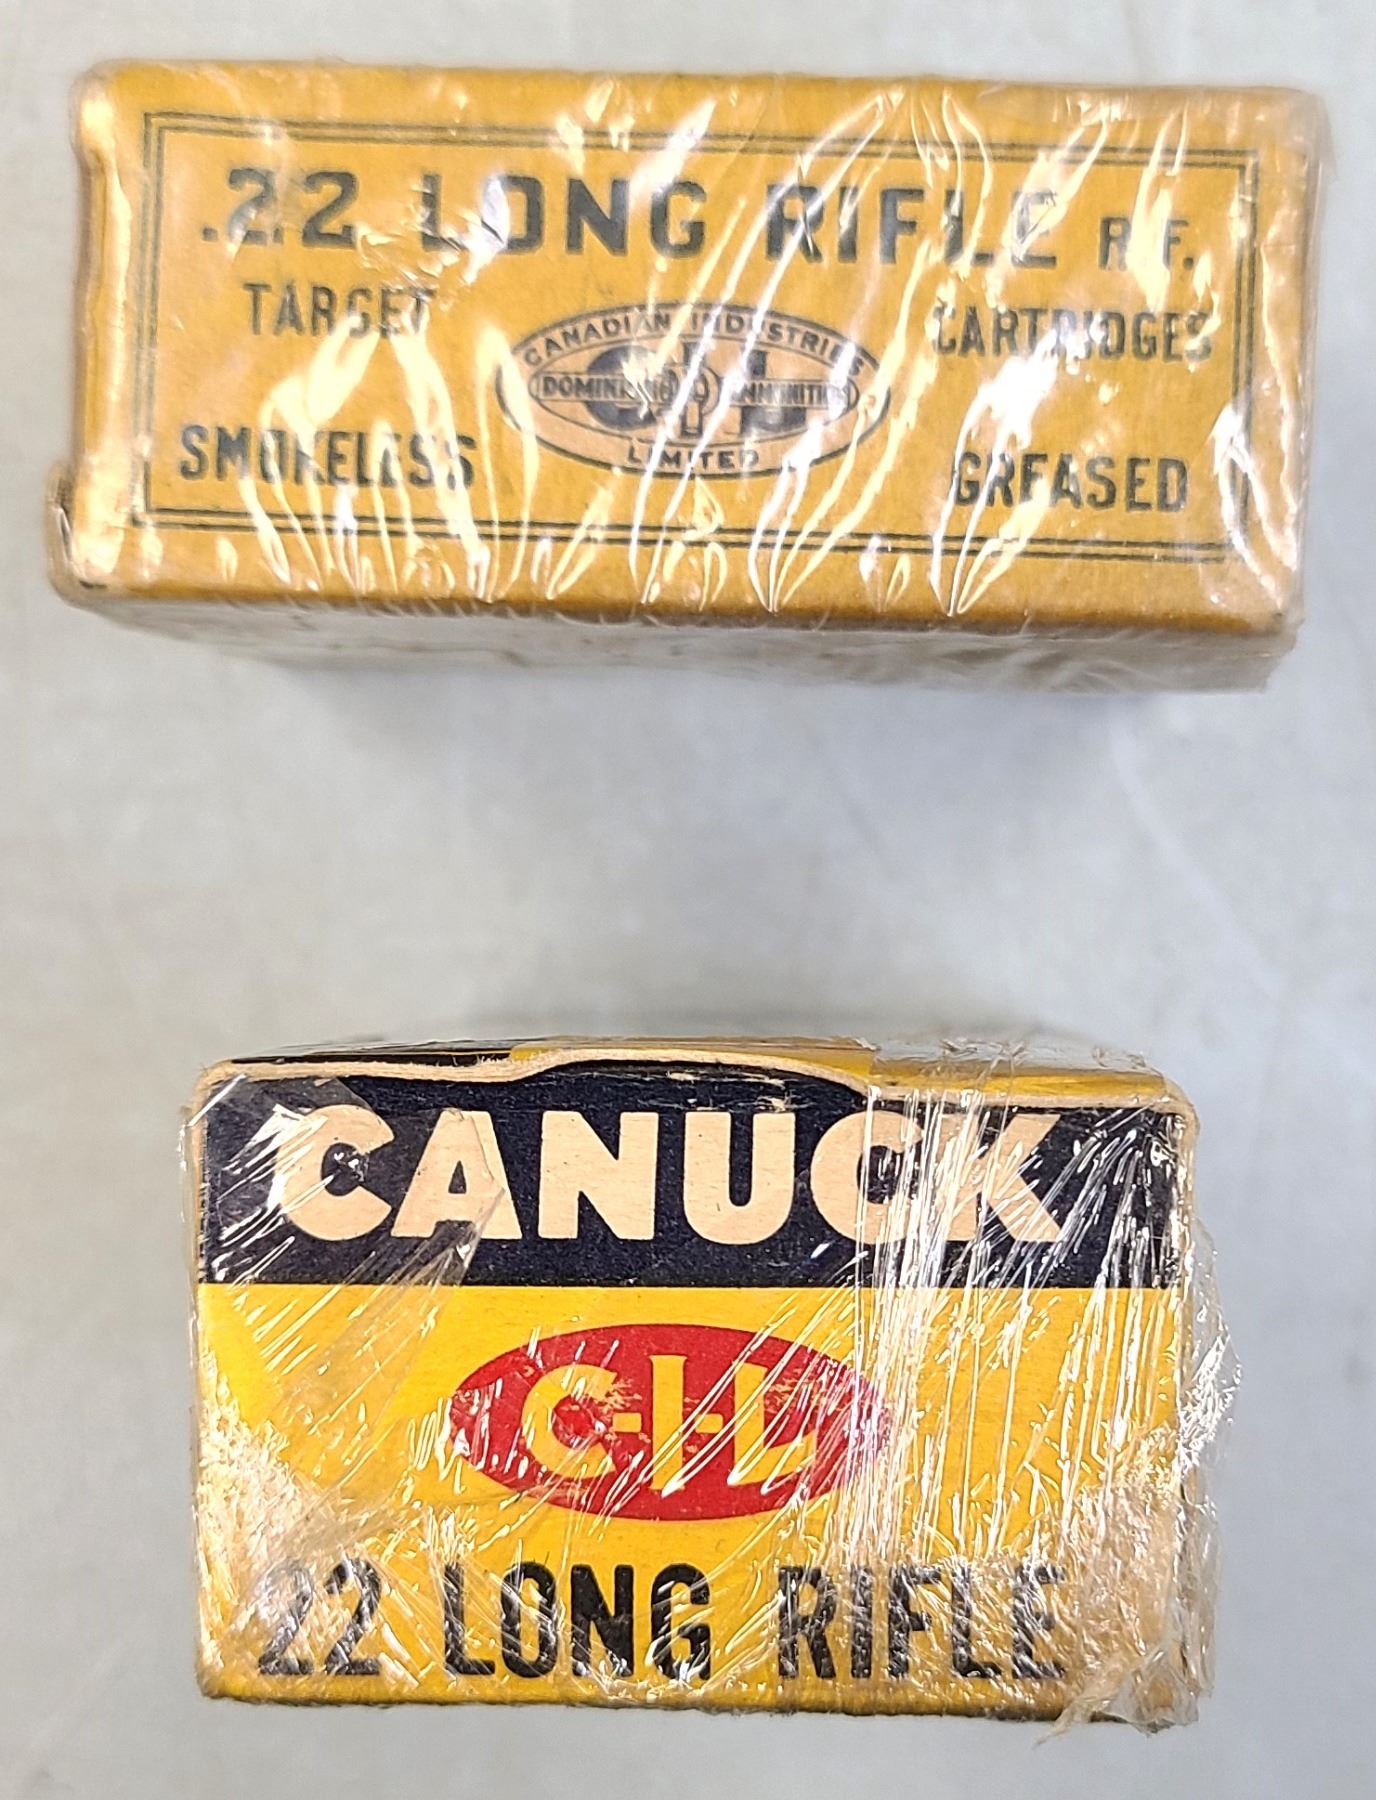 .22 LONG RIFLE R.F.
TARGET CARTRIDGES
CANADIAN INDUSTRIES
DOMINION AMMUNITION
LIMITED
SMOKELESS GREASED
CANUCK
C-I-L
22 LONG RIFLE